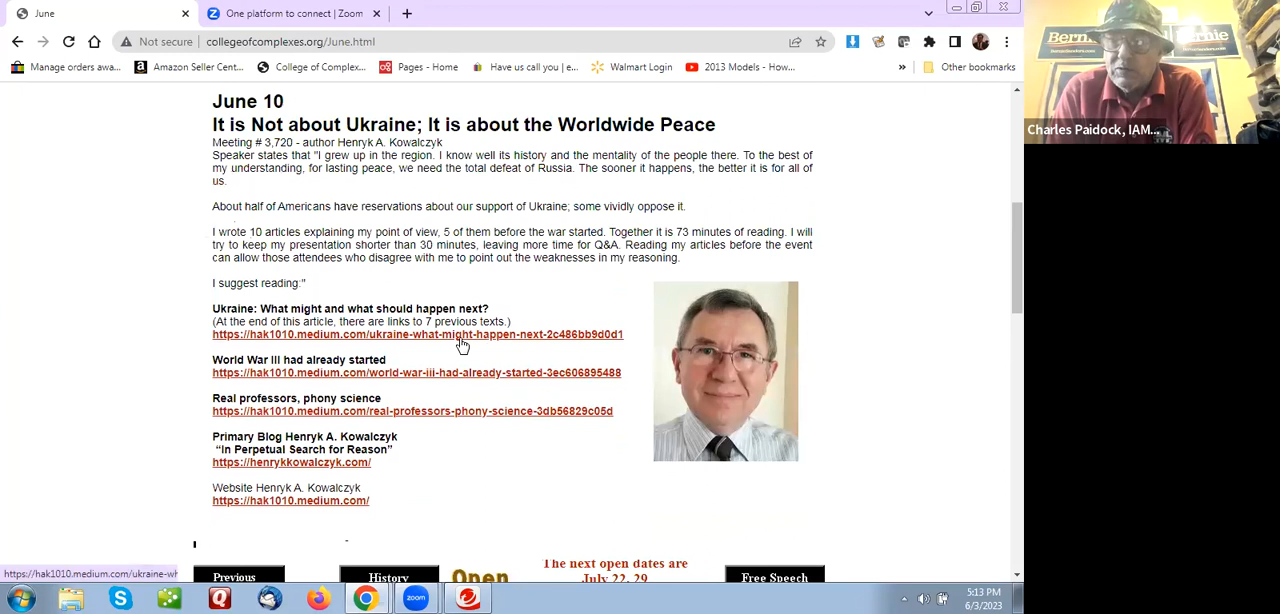 June
One platform to connect | Zoom
Not secure
collegeofcomplexes.org/June.html
Manage orders awa...
Amazon Seller Cent...
College of Complex...
Pages - Home
Have us call you | e...
Walmart Login
2013 Models - How...
»
Other bookmarks
June 10
It is Not about Ukraine; It is about the Worldwide Peace
Meeting # 3,720 - author Henryk A. Kowalczyk
Speaker states that "I grew up in the region. I know well its history and the mentality of the people there. To the best of
my understanding, for lasting peace, we need the total defeat of Russia. The sooner it happens, the better it is for all of
us.
About half of Americans have reservations about our support of Ukraine; some vividly oppose it.
I wrote 10 articles explaining my point of view, 5 of them before the war started. Together it is 73 minutes of reading. I will
try to keep my presentation shorter than 30 minutes, leaving more time for Q&A. Reading my articles before the event
can allow those attendees who disagree with me to point out the weaknesses in my reasoning.
I suggest reading:"
Ukraine: What might and what should happen next?
(At the end of this article, there are links to 7 previous texts.)
https://hak1010.medium.com/ukraine-what-might-happen-next-2c486bb9d0d1
World War III had already started
https://hak1010.medium.com/world-war-iii-had-already-started-3ec606895488
Real professors, phony science
https://hak1010.medium.com/real-professors-phony-science-3db56829c05d
Primary Blog Henryk A. Kowalczyk
“In Perpetual Search for Reason”
https://henrykkowalczyk.com/
Website Henryk A. Kowalczyk
https://hak1010.medium.com/
The next open dates are
July 22, 29
Previous
History
Open
Free Speech
https://hak1010.medium.com/ukraine-wh
zoom
5:13 PM
6/3/2023
Bernie
Bernie
Charles Paidock, IAM...